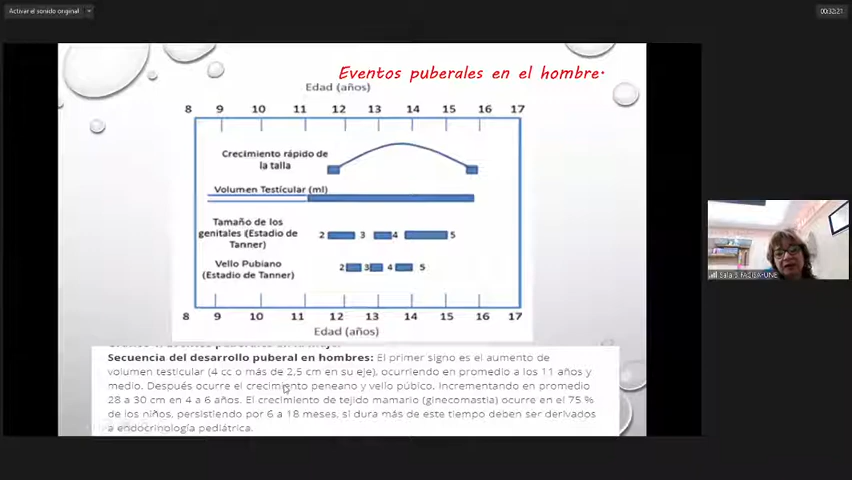 Activar el sonido original
00:32:21
Eventos puberales en el hombre.
Edad (años)
8 9 10 11 12 13 14 15 16 17
Crecimiento rápido de
la talla
Volumen Testícular (ml)
Tamaño de los
genitales (Estadio de
Tanner)
2 3 4 5
Vello Pubiano
(Estadio de Tanner)
2 3 4 5
8 9 10 11 12 13 14 15 16 17
Edad (años)
Secuencia del desarrollo puberal en hombres: El primer signo es el aumento de
volumen testicular (4 cc o más de 2,5 cm en su eje), ocurriendo en promedio a los 11 años y
medio. Después ocurre el crecimiento peneano y vello púbico. Incrementando en promedio
28 a 30 cm en 4 a 6 años. El crecimiento de tejido mamario (ginecomastia) ocurre en el 75 %
de los niños, persistiendo por 6 a 18 meses, si dura más de este tiempo deben ser derivados
a endocrinología pediátrica.